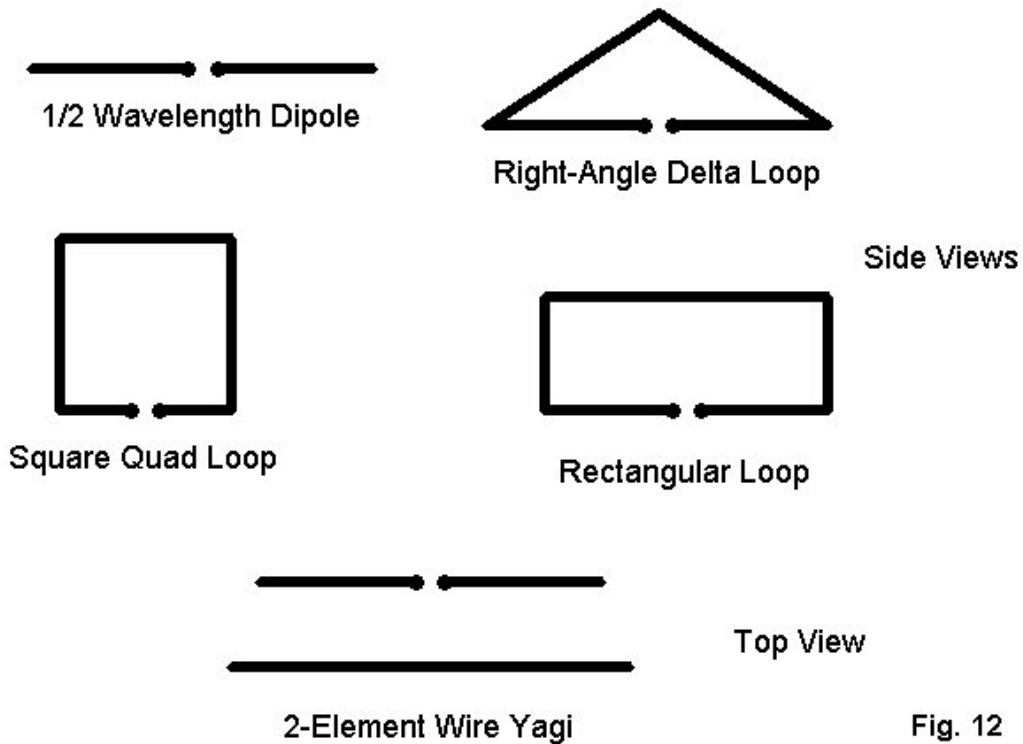 1/2 Wavelength Dipole
Right-Angle Delta Loop
Side Views
Square Quad Loop
Rectangular Loop
Top View
2-Element Wire Yagi
Fig. 12